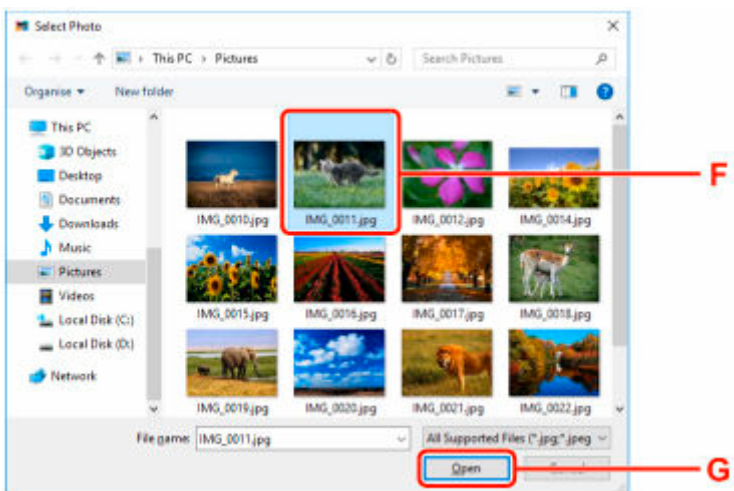 Select Photo
This PC › Pictures
Search Pictures
Organise
New folder
This PC
3D Objects
Desktop
Documents
Downloads
Music
Pictures
Videos
Local Disk (C:)
Local Disk (D:)
Network
IMG_0010.jpg IMG_0011.jpg IMG_0012.jpg IMG_0014.jpg
F
IMG_0015.jpg IMG_0016.jpg IMG_0017.jpg IMG_0018.jpg
IMG_0019.jpg IMG_0020.jpg IMG_0021.jpg IMG_0022.jpg
File name: IMG_0011.jpg All Supported Files (*.jpg;*.jpeg
Open
G